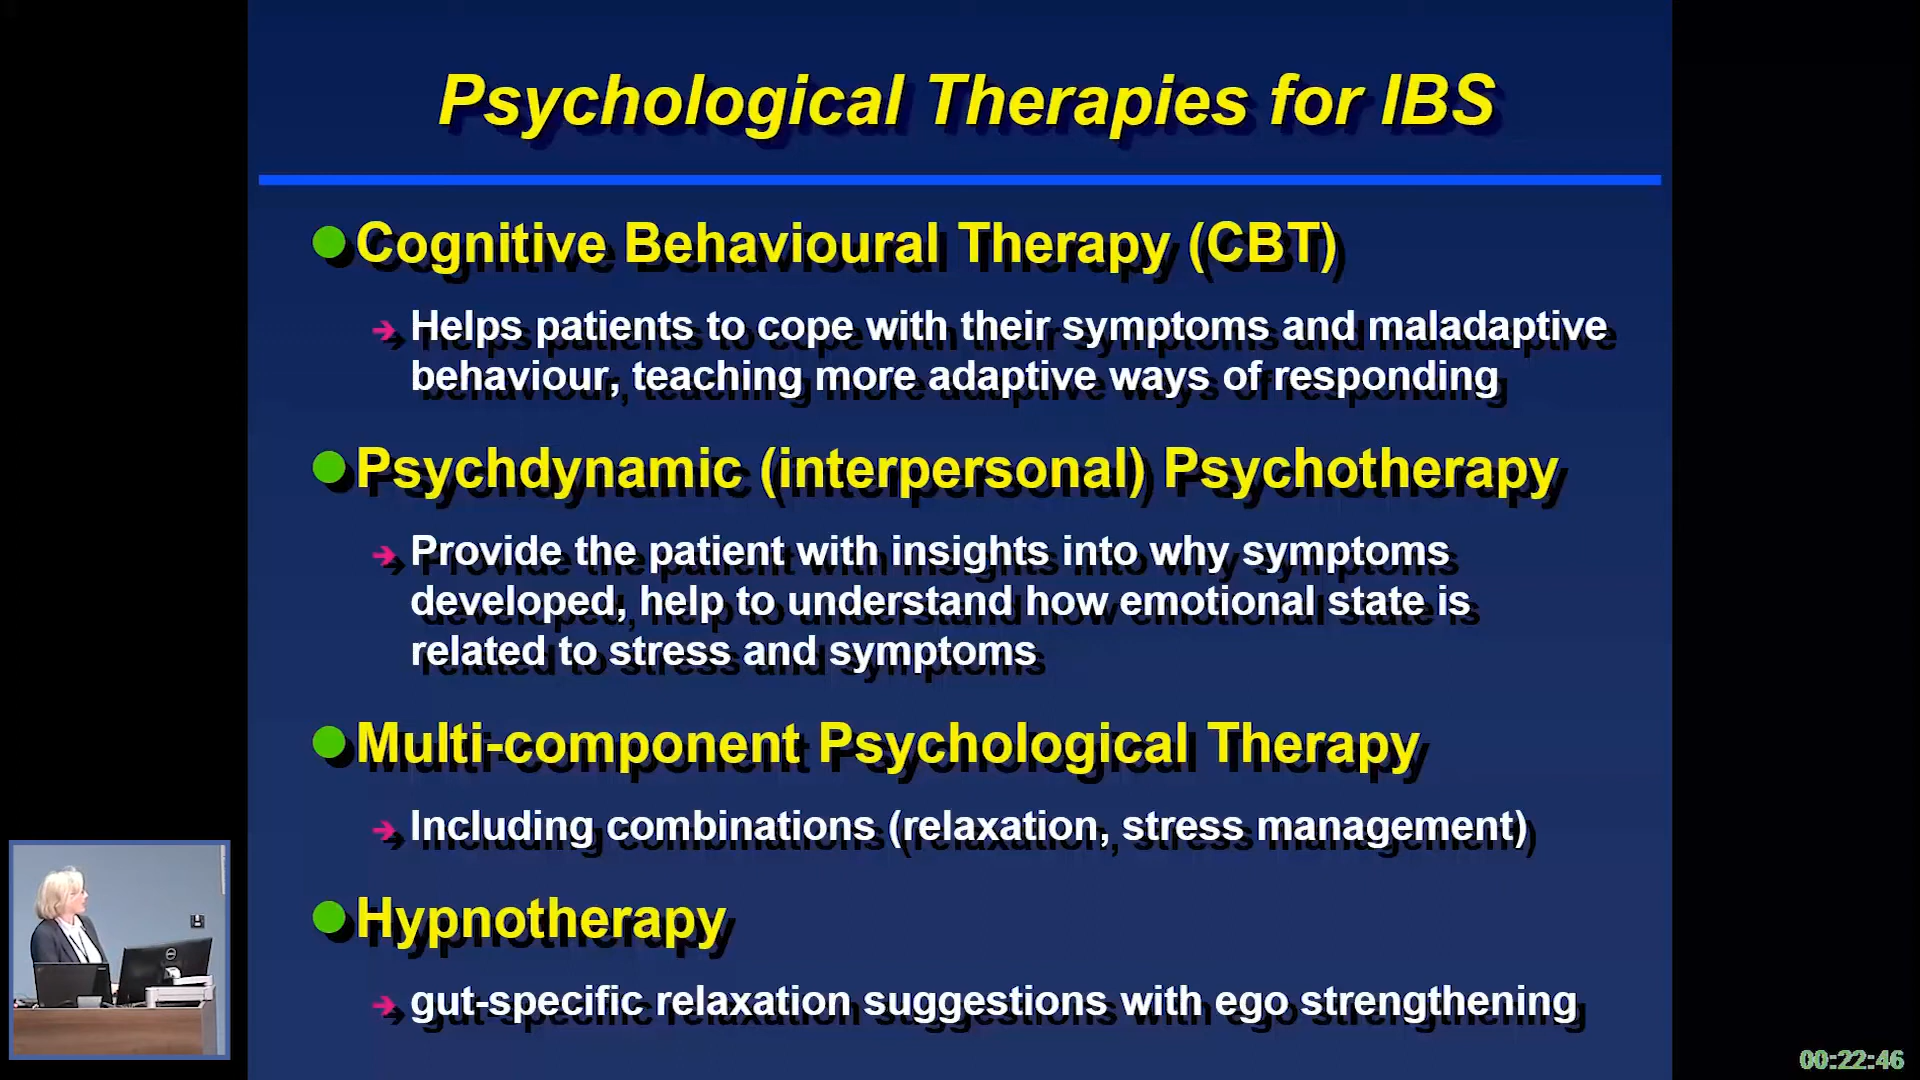 Psychological Therapies for IBS
Cognitive Behavioural Therapy (CBT)
Helps patients to cope with their symptoms and maladaptive
behaviour, teaching more adaptive ways of responding
Psychdynamic (interpersonal) Psychotherapy
Provide the patient with insights into why symptoms
developed, help to understand how emotional state is
related to stress and symptoms
Multi-component Psychological Therapy
Including combinations (relaxation, stress management)
Hypnotherapy
gut-specific relaxation suggestions with ego strengthening
00:22:46